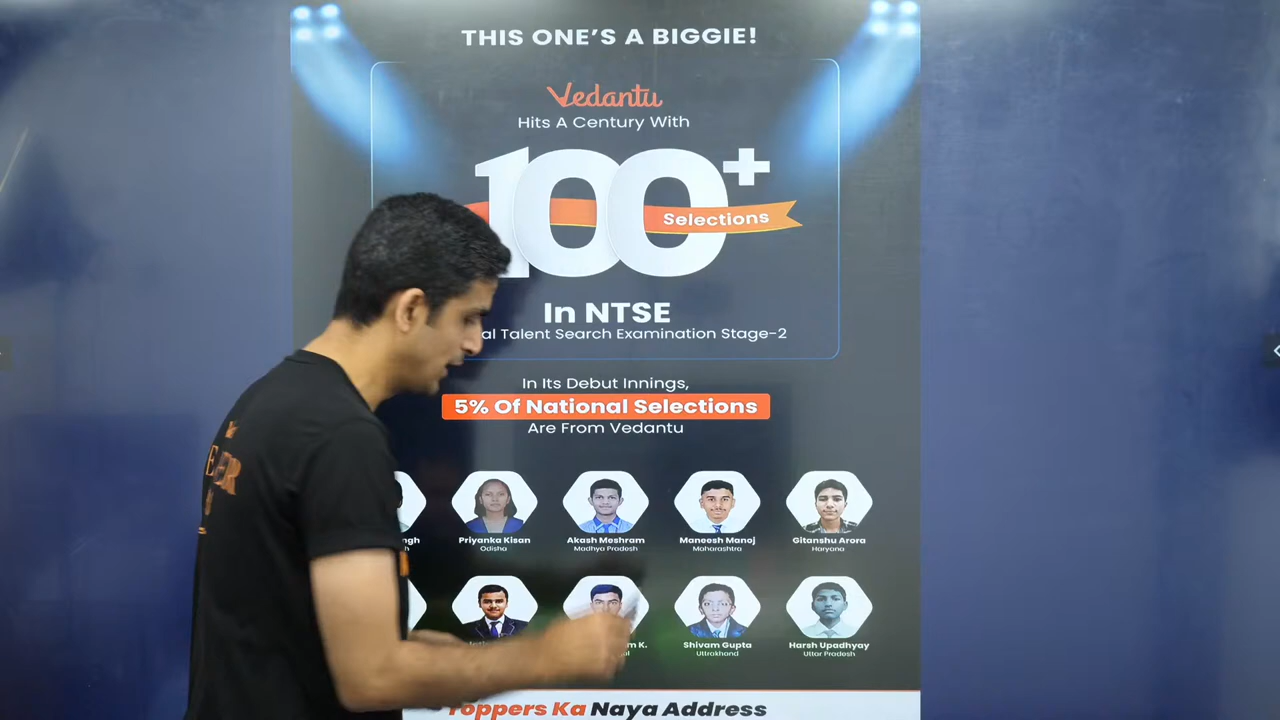 THIS ONE'S A BIGGIE!
Vedantu
Hits A Century With
100+
Selections
In NTSE
Talent Search Examination Stage-2
In Its Debut Innings,
5% Of National Selections
Are From Vedantu
Priyanka Kisan
Odisha
Akash Meshram
Madhya Pradesh
Maneesh Manoj
Maharashtra
Gitanshu Arora
Haryana
K.
Shivam Gupta
Uttrakhand
Harsh Upadhyay
Uttar Pradesh
Toppers Ka Naya Address